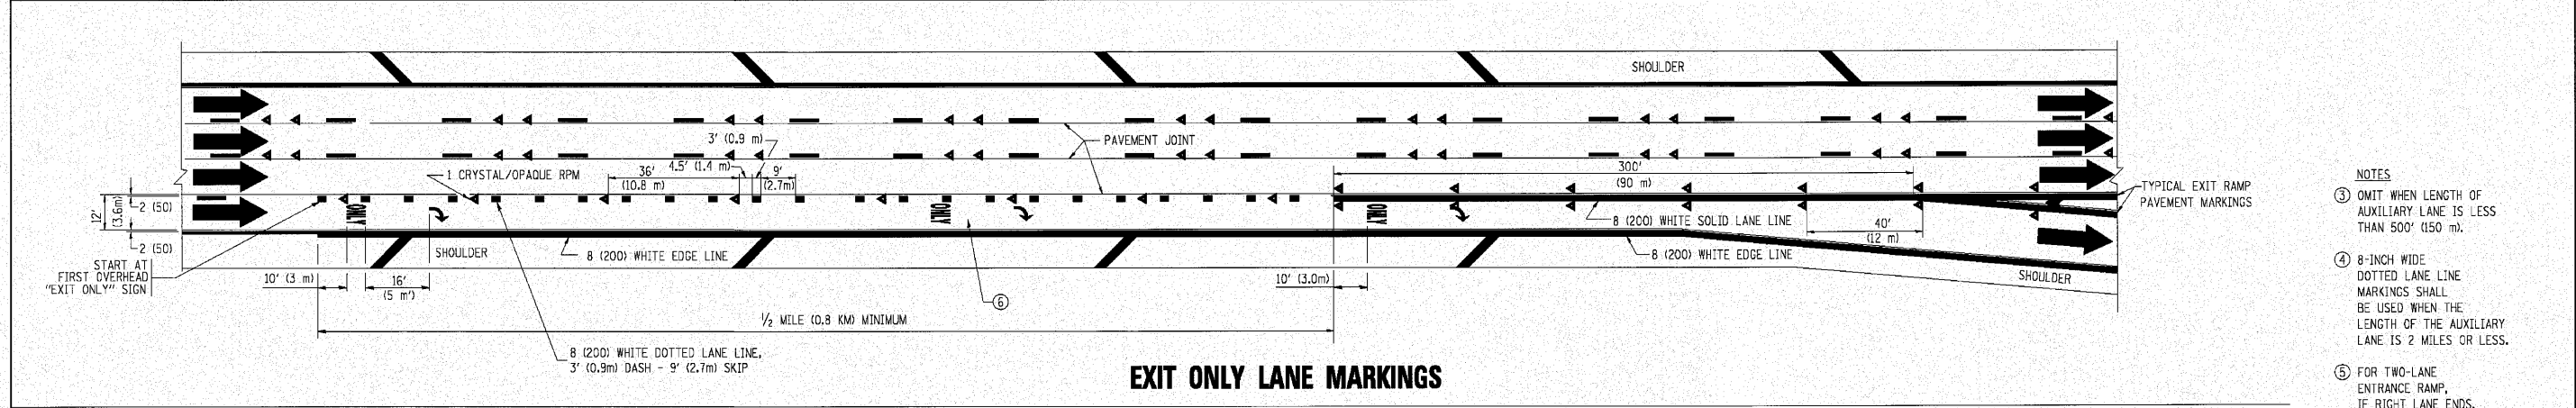 SHOULDER
3' (0.9 m)
PAVEMENT JOINT
4.5' (1.4 m)
36'
(10.8 m)
9'
(2.7m)
1 CRYSTAL/OPAQUE RPM
300'
(90 m)
12'
(3.6m)
2 (50)
2 (50)
ONLY
ONLY
ONLY
TYPICAL EXIT RAMP
PAVEMENT MARKINGS
8 (200) WHITE SOLID LANE LINE
40'
(12 m)
START AT
FIRST OVERHEAD
"EXIT ONLY" SIGN
SHOULDER
8 (200) WHITE EDGE LINE
8 (200) WHITE EDGE LINE
SHOULDER
10' (3 m)
16'
(5 m')
10' (3.0m)
6
1/2 MILE (0.8 KM) MINIMUM
8 (200) WHITE DOTTED LANE LINE,
3' (0.9m) DASH - 9' (2.7m) SKIP
EXIT ONLY LANE MARKINGS
NOTES
3 OMIT WHEN LENGTH OF
AUXILIARY LANE IS LESS
THAN 500' (150 m).
4 8-INCH WIDE
DOTTED LANE LINE
MARKINGS SHALL
BE USED WHEN THE
LENGTH OF THE AUXILIARY
LANE IS 2 MILES OR LESS.
5 FOR TWO-LANE
ENTRANCE RAMP,
IF RIGHT LANE ENDS,